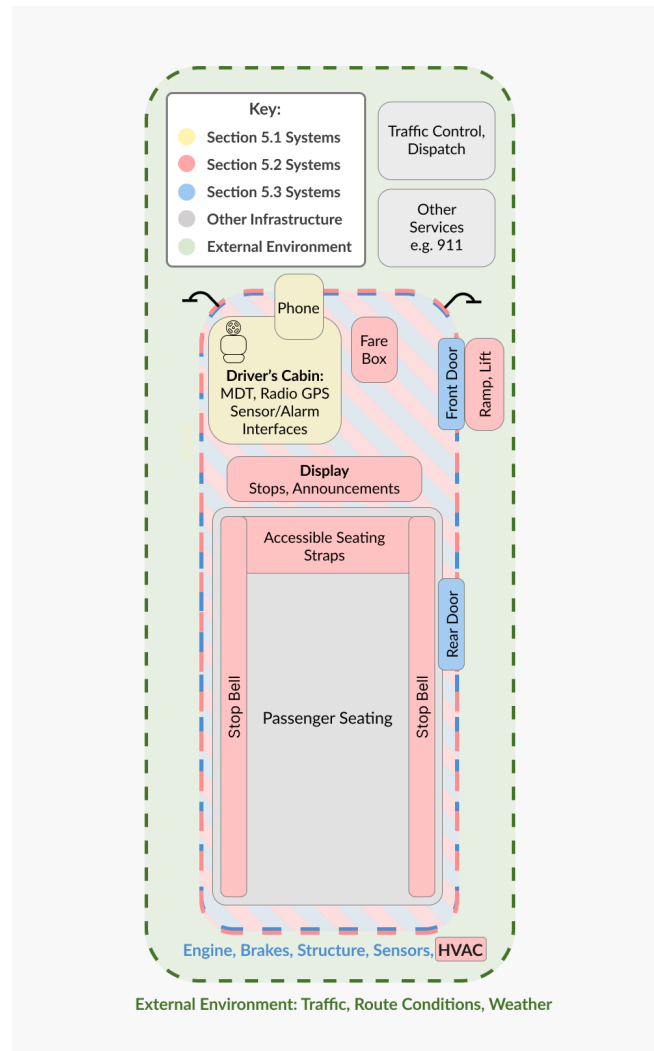 Key:
Section 5.1 Systems
Section 5.2 Systems
Section 5.3 Systems
Other Infrastructure
External Environment
Traffic Control,
Dispatch
Other
Services
e.g. 911
Phone
Driver's Cabin:
MDT, Radio GPS
Sensor/Alarm
Interfaces
Fare
Box
Front Door
Ramp, Lift
Display
Stops, Announcements
Accessible Seating
Straps
Stop Bell
Passenger Seating
Stop Bell
Rear Door
Engine, Brakes, Structure, Sensors, HVAC
External Environment: Traffic, Route Conditions, Weather